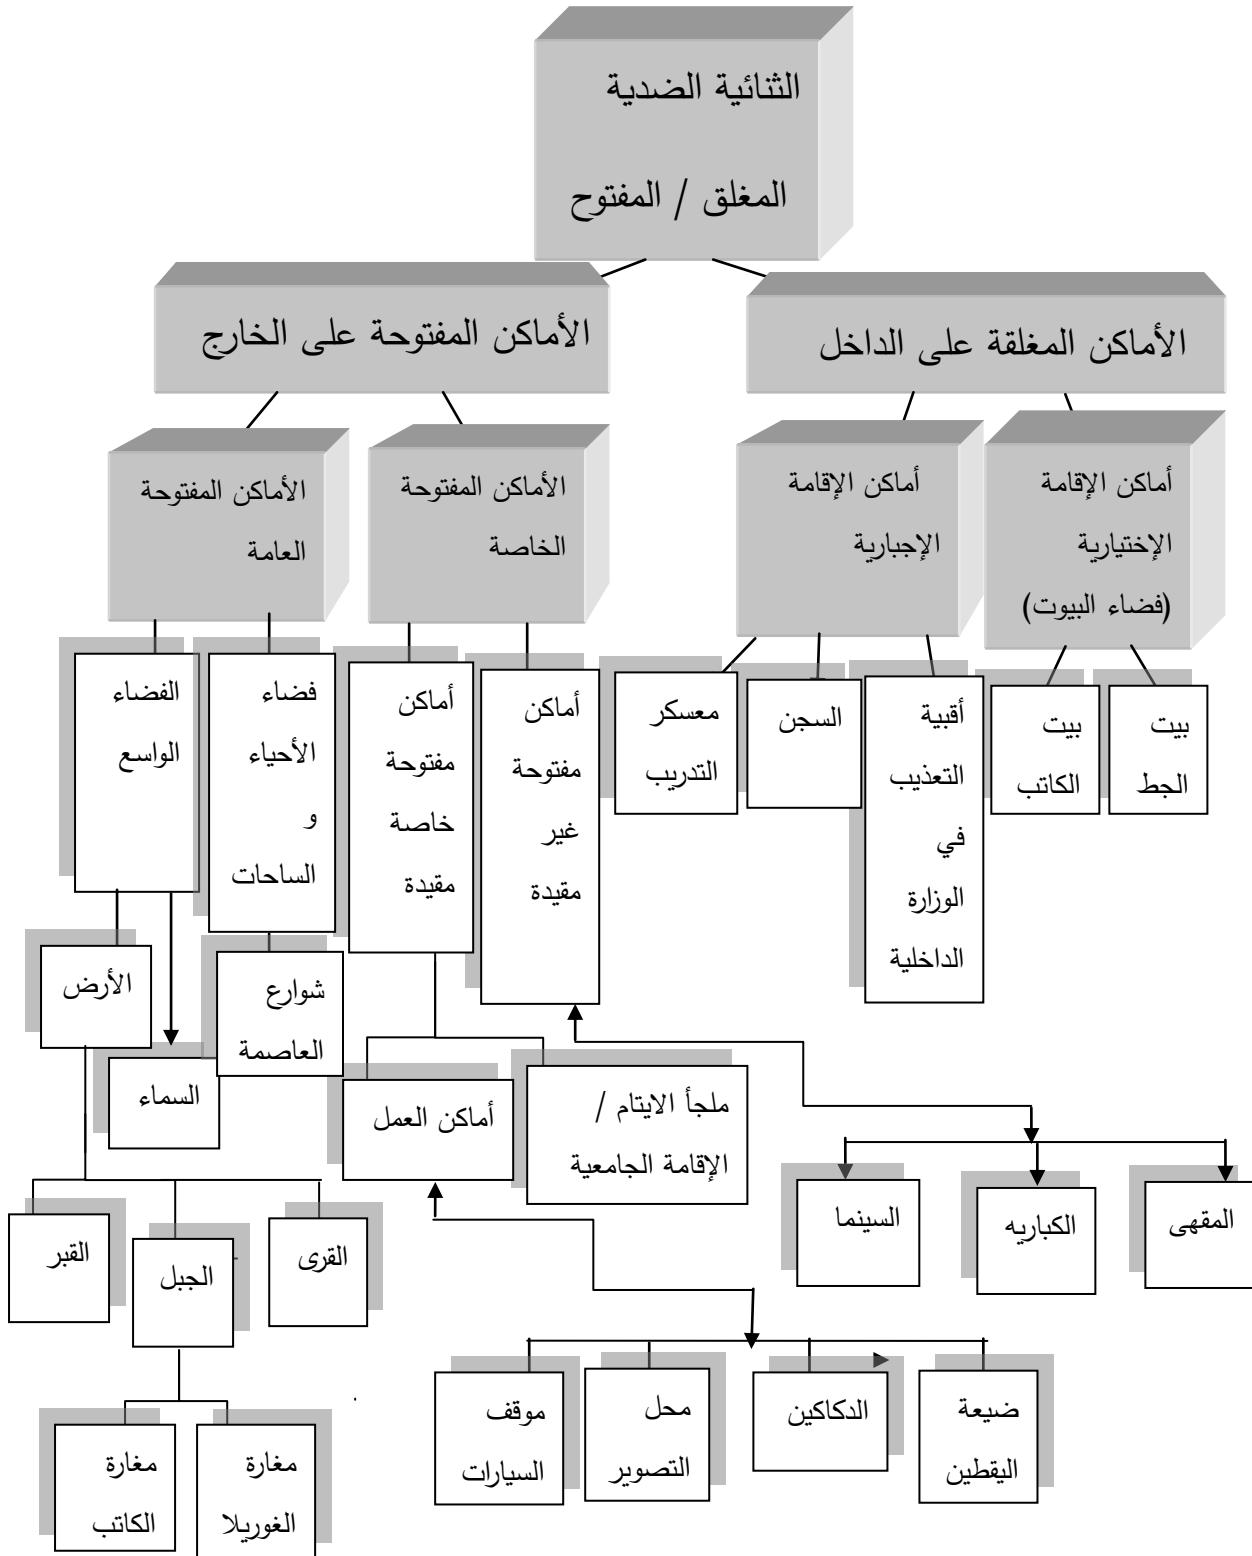 الثنائية الضدية
المغلق / المفتوح
الأماكن المغلقة على الداخل
الأماكن المفتوحة على الخارج
أماكن الإقامة
الإختيارية
(فضاء البيوت)
أماكن الإقامة
الإجبارية
الأماكن المفتوحة
الخاصة
الأماكن المفتوحة
العامة
بيت
الجط
بيت
الكاتب
أقبية
التعذيب
في
الوزارة
الداخلية
السجن
معسكر
التدريب
أماكن
مفتوحة
غير
مقيدة
أماكن
مفتوحة
خاصة
مقيدة
فضاء
الأحياء
و
الساحات
الفضاء
الواسع
شوارع
العاصمة
الأرض
السماء
ملجأ الايتام /
الإقامة الجامعية
أماكن العمل
المقهى
الكباريه
السينما
القرى
الجبل
القبر
ضيعة
اليقطين
الدكاكين
محل
التصوير
موقف
السيارات
مغارة
الغوريلا
مغارة
الكاتب